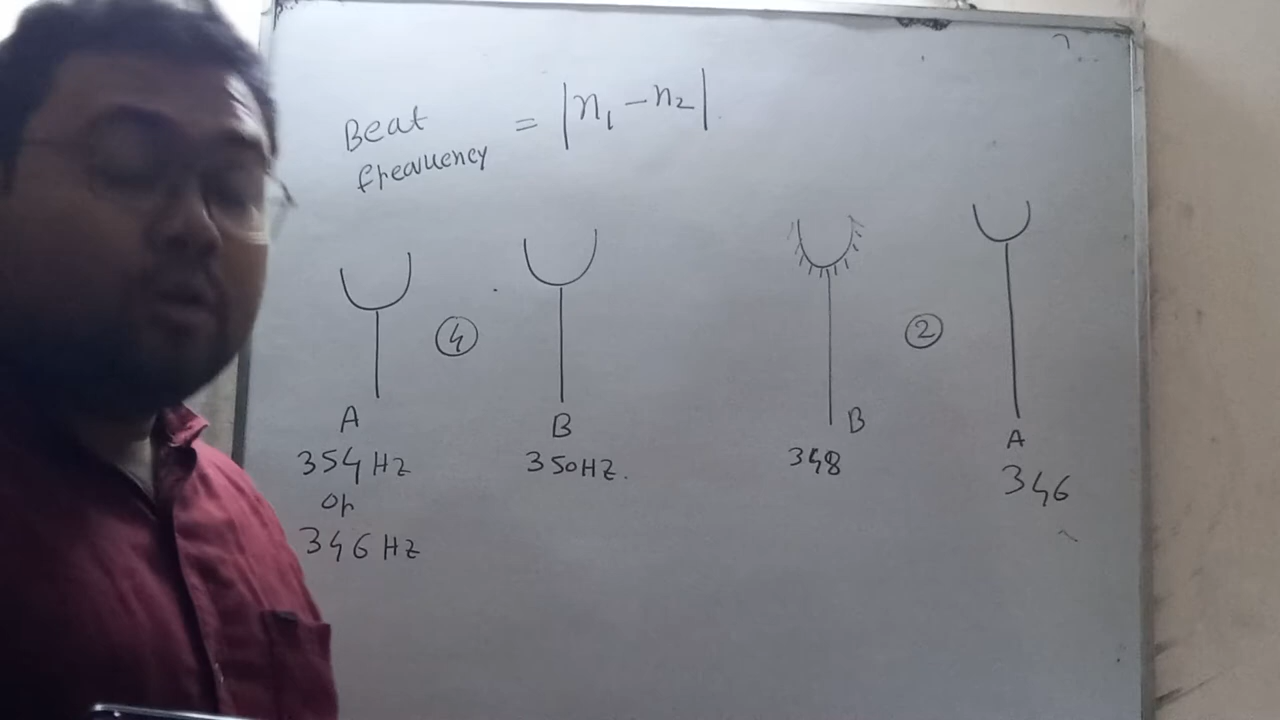 Beat
frequency = |n₁ - n₂|
4
2
A
B
B
A
354 Hz
350 HZ.
348
346
or
346 Hz